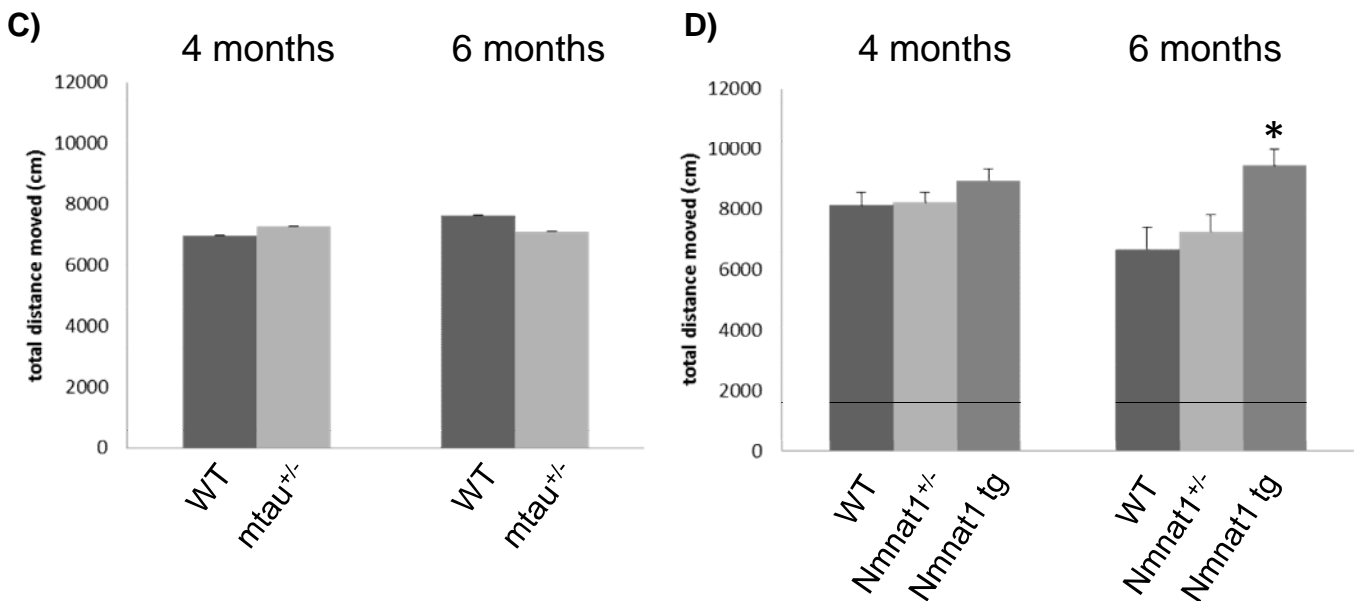 C)
4 months
6 months
total distance moved (cm)
12000
10000
8000
6000
4000
2000
0
WT
mtau+/-
WT
mtau+/-
D)
4 months
6 months
total distance moved (cm)
12000
10000
8000
6000
4000
2000
0
*
WT
Nmnat1+/-
Nmnat1 tg
WT
Nmnat1+/-
Nmnat1 tg